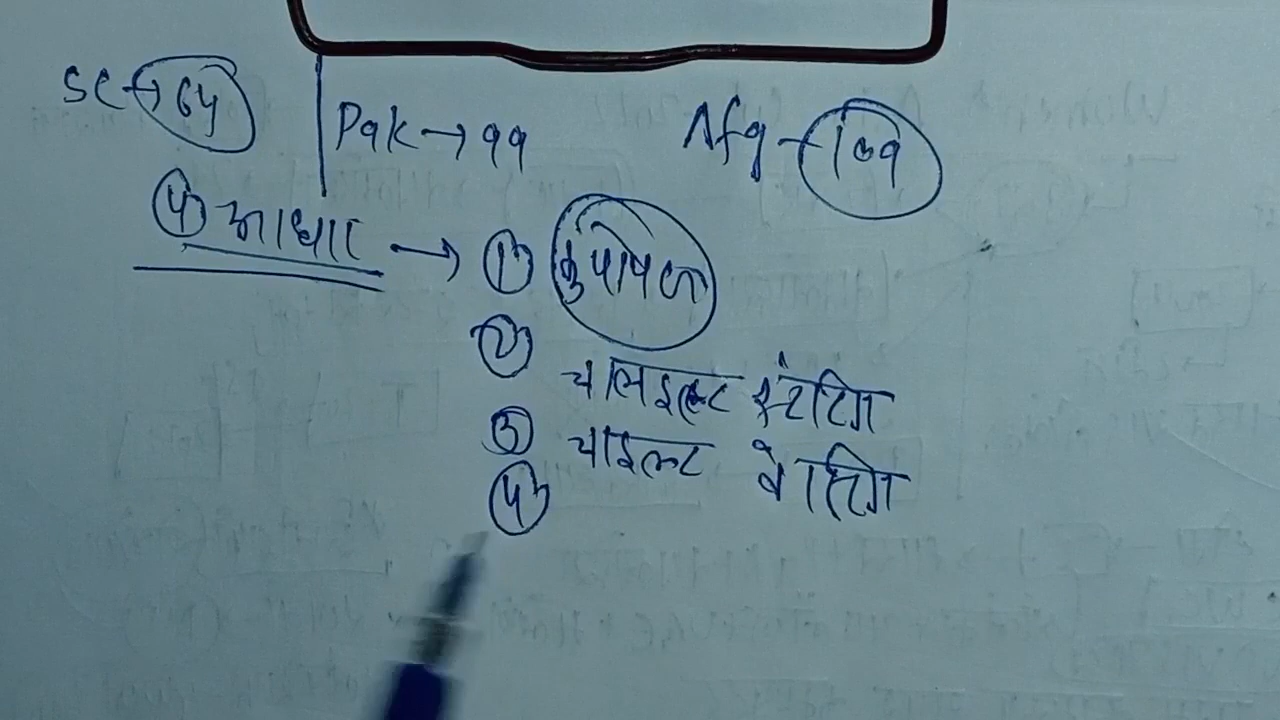 SC → 64
Pak → 99
Afg → 109
④ आधार → ① कुपोषण
②
चाइल्ट स्टंटिंग
③ चाइल्ट वेस्टिंग
④